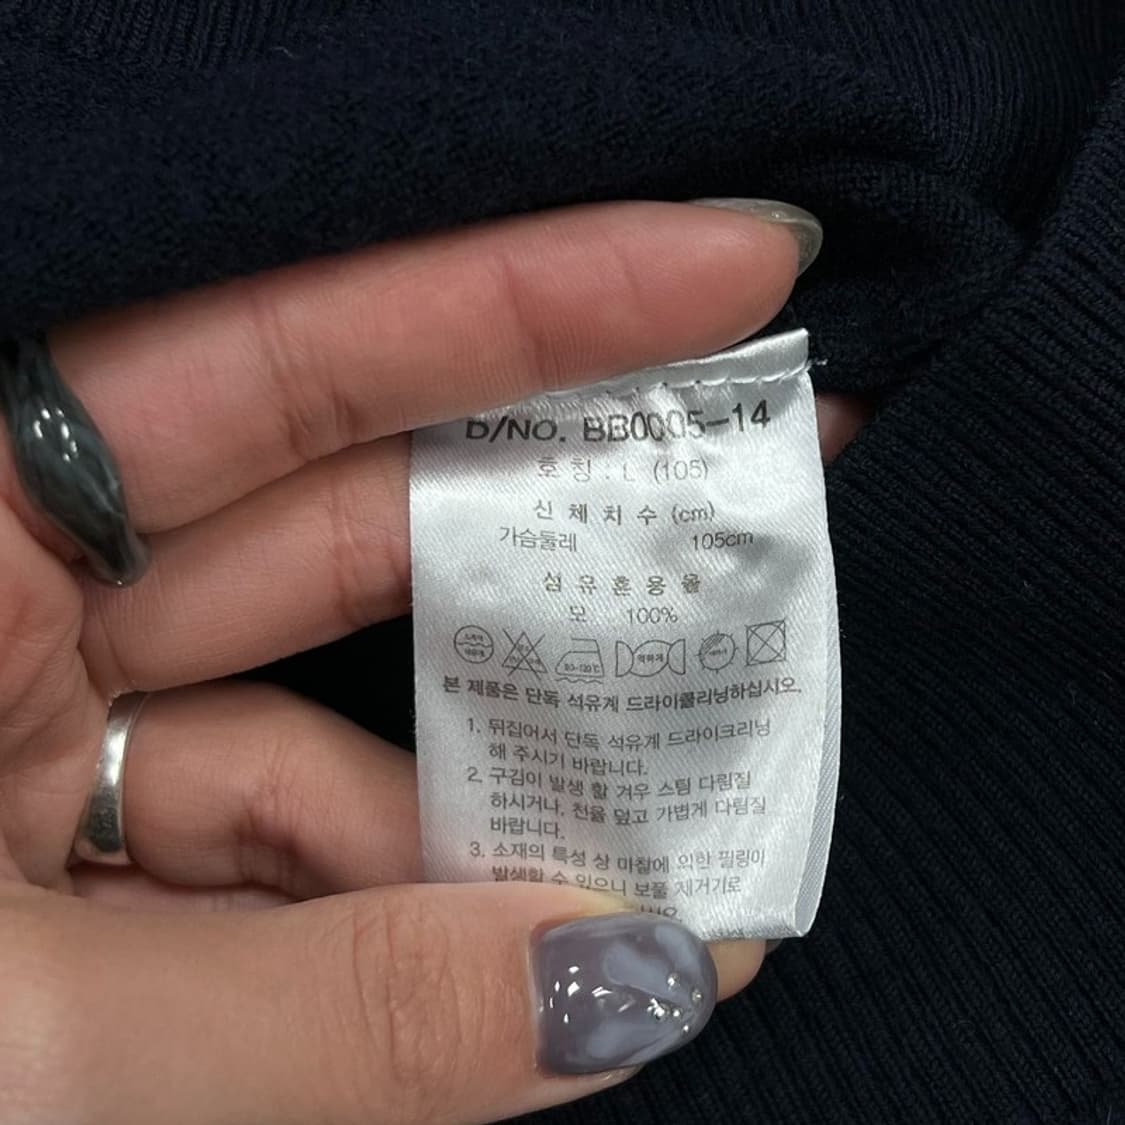 D/NO. BB0005-14
호 칭 : L (105)
신 체 치 수 (cm)
가슴둘레 105cm
섬 유 혼 용 율
모 100%
80~120℃ 약하게
본 제품은 단독 석유계 드라이클리닝하십시오.
1. 뒤집어서 단독 석유계 드라이크리닝
해 주시기 바랍니다.
2. 구김이 발생 할 겨우 스팀 다림질
하시거나, 천을 덮고 가볍게 다림질
바랍니다.
3. 소재의 특성 상 마찰에 의한 필링이
발생할 수 있으니 보풀 제거기로